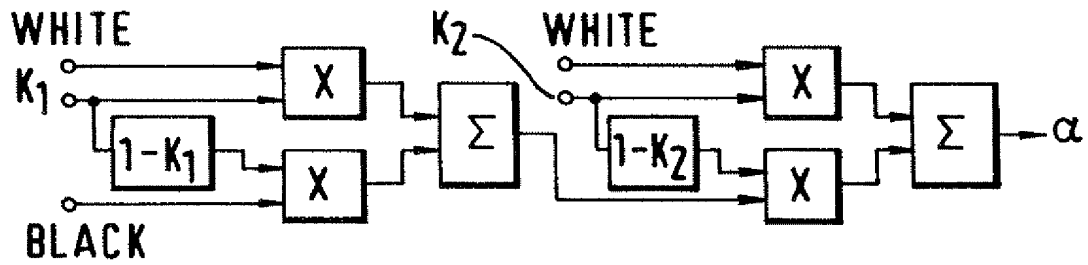 WHITE
K1
1-K1
BLACK
X
X
Σ
K2
WHITE
1-K2
X
X
Σ
α